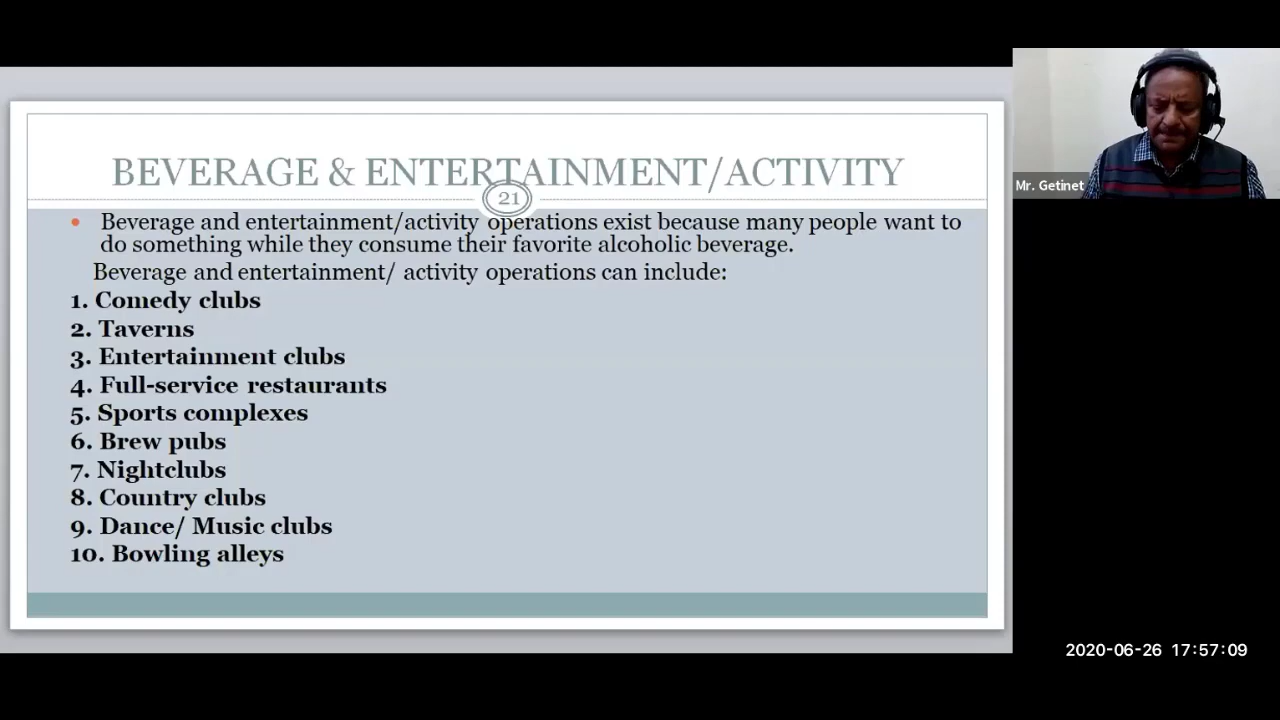 BEVERAGE & ENTERTAINMENT/ACTIVITY
21
• Beverage and entertainment/activity operations exist because many people want to
do something while they consume their favorite alcoholic beverage.
Beverage and entertainment/ activity operations can include:
1. Comedy clubs
2. Taverns
3. Entertainment clubs
4. Full-service restaurants
5. Sports complexes
6. Brew pubs
7. Nightclubs
8. Country clubs
9. Dance/ Music clubs
10. Bowling alleys
Mr. Getinet
2020-06-26 17:57:09